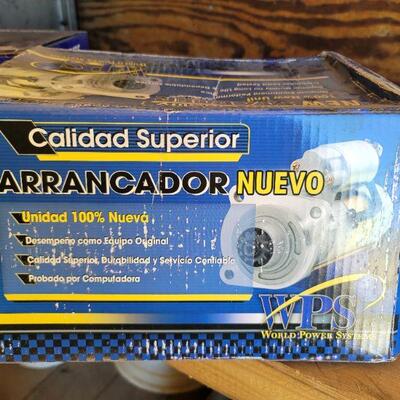 Calidad Superior
ARRANCADOR NUEVO
Unidad 100% Nueva
Desempeño como Equipo Original
Calidad Superior, Durabilidad y Servicio Confiable
Probado por Computadora
WPS
WORLD POWER SYSTEMS